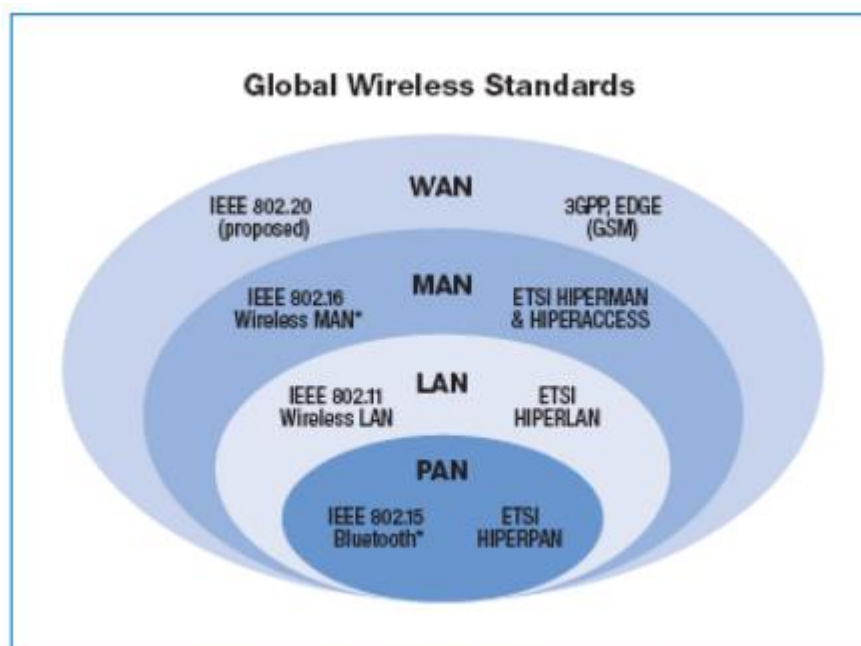 Global Wireless Standards
WAN
IEEE 802.20
(proposed)
3GPP, EDGE
(GSM)
MAN
IEEE 802.16
Wireless MAN*
ETSI HIPERMAN
& HIPERACCESS
LAN
IEEE 802.11
Wireless LAN
ETSI
HIPERLAN
PAN
IEEE 802.15
Bluetooth*
ETSI
HIPERPAN